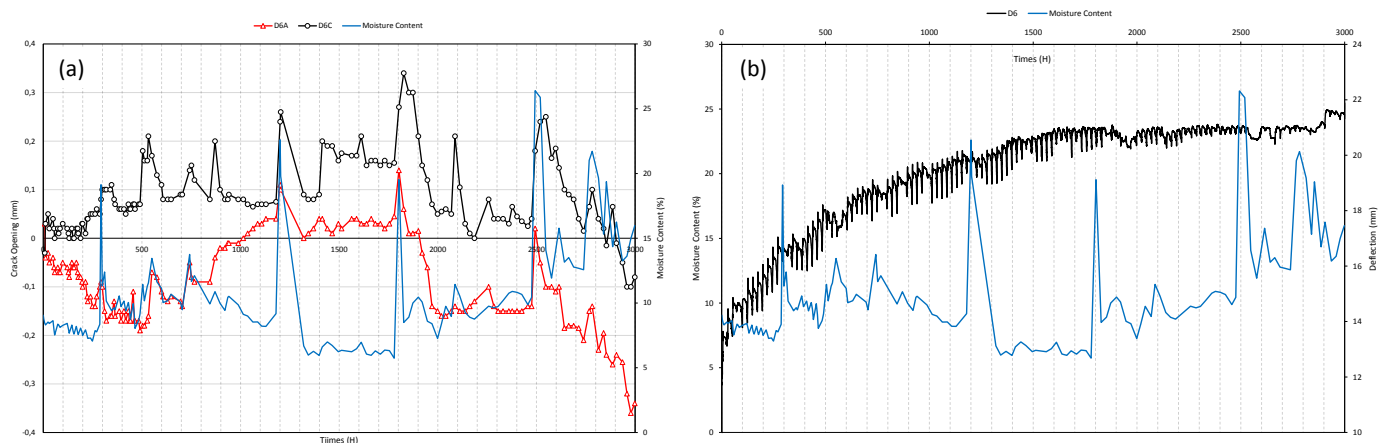 D6A D6C Moisture Content
(a)
0,4
0,3
0,2
0,1
0
-0,1
-0,2
-0,3
-0,4
Crack Opening (mm)
0 500 1000 1500 2000 2500 3000
Tiimes (H)
30
25
20
15
10
5
0
Moisture Content (%)
D6 Moisture Content
(b)
30
25
20
15
10
5
0
Moisture Content (%)
0 500 1000 1500 2000 2500 3000
Times (H)
24
22
20
18
16
14
12
10
Deflection (mm)